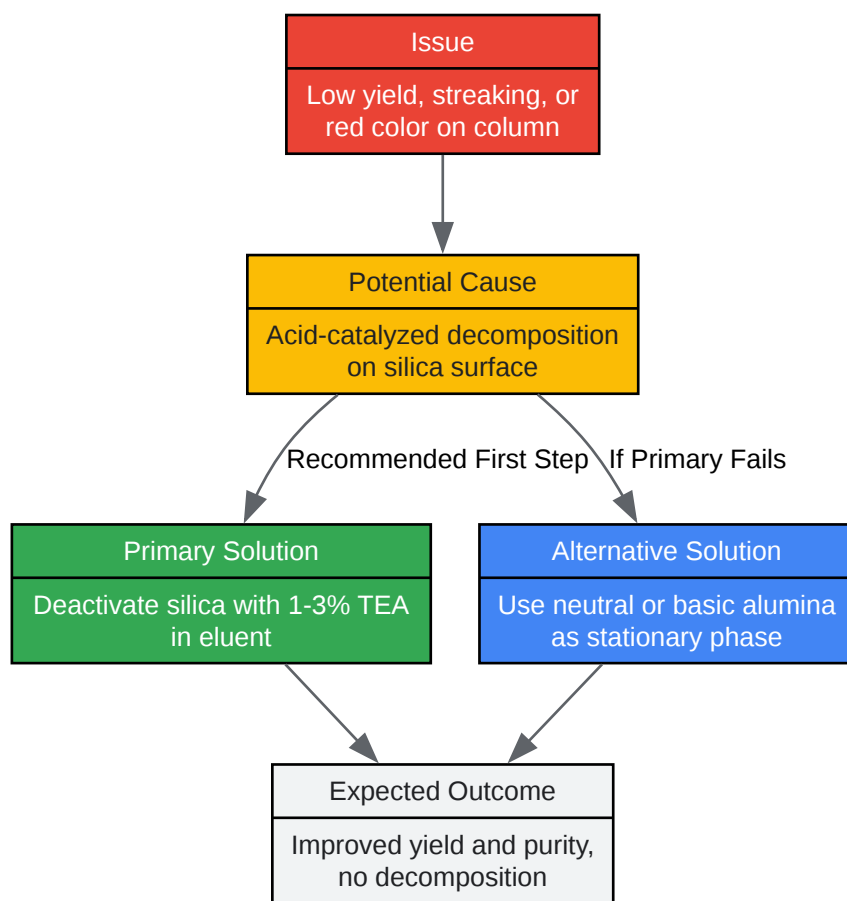 Issue
Low yield, streaking, or
red color on column
Potential Cause
Acid-catalyzed decomposition
on silica surface
Recommended First Step
If Primary Fails
Primary Solution
Deactivate silica with 1-3% TEA
in eluent
Alternative Solution
Use neutral or basic alumina
as stationary phase
Expected Outcome
Improved yield and purity,
no decomposition